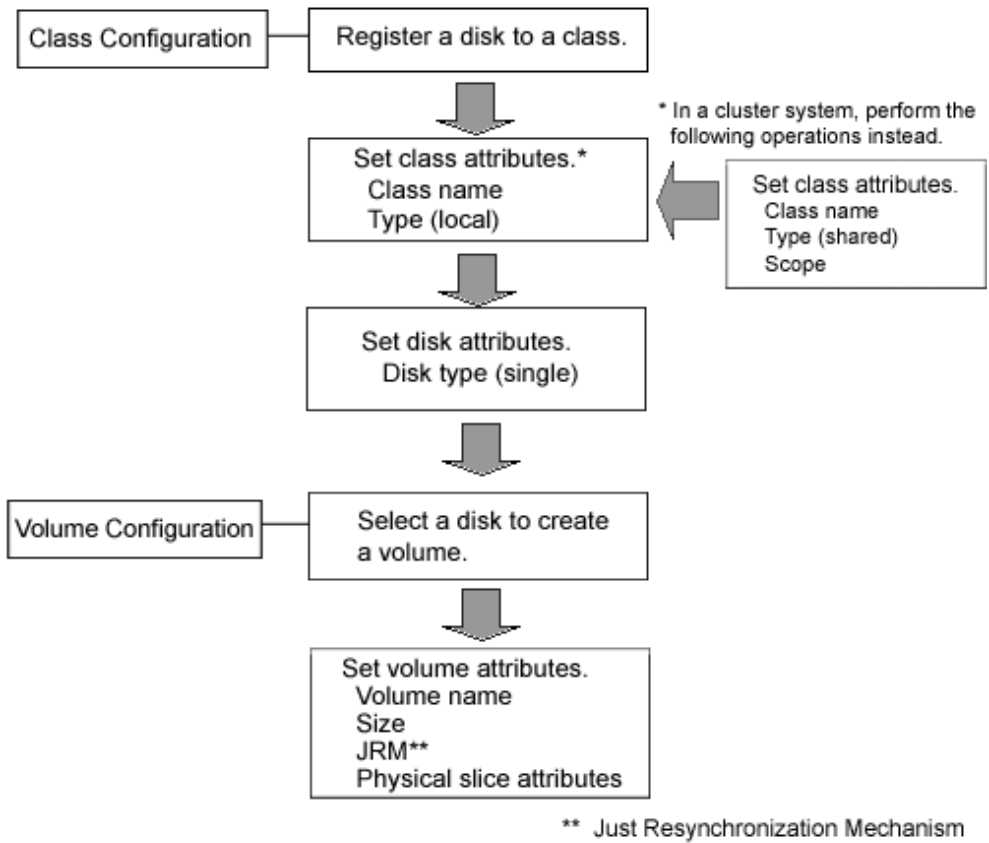 Class Configuration
Register a disk to a class.
* In a cluster system, perform the
following operations instead.
Set class attributes.*
Class name
Type (local)
Set class attributes.
Class name
Type (shared)
Scope
Set disk attributes.
Disk type (single)
Volume Configuration
Select a disk to create
a volume.
Set volume attributes.
Volume name
Size
JRM**
Physical slice attributes
** Just Resynchronization Mechanism